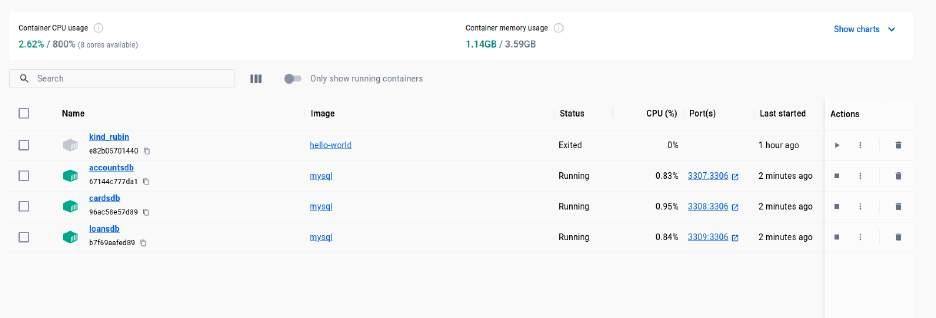 Container CPU usage
2.62% / 800% (8 cores available)
Container memory usage
1.14GB / 3.59GB
Show charts
Search
Only show running containers
Name Image Status CPU (%) Port(s) Last started Actions
kind_rubin
e82b05701440
hello-world Exited 0% 1 hour ago
accountsdb
67144c777da1
mysql Running 0.83% 3307:3306 2 minutes ago
cardsdb
96ac58e57d89
mysql Running 0.95% 3308:3306 2 minutes ago
loansdb
b7f69aafed89
mysql Running 0.84% 3309:3306 2 minutes ago